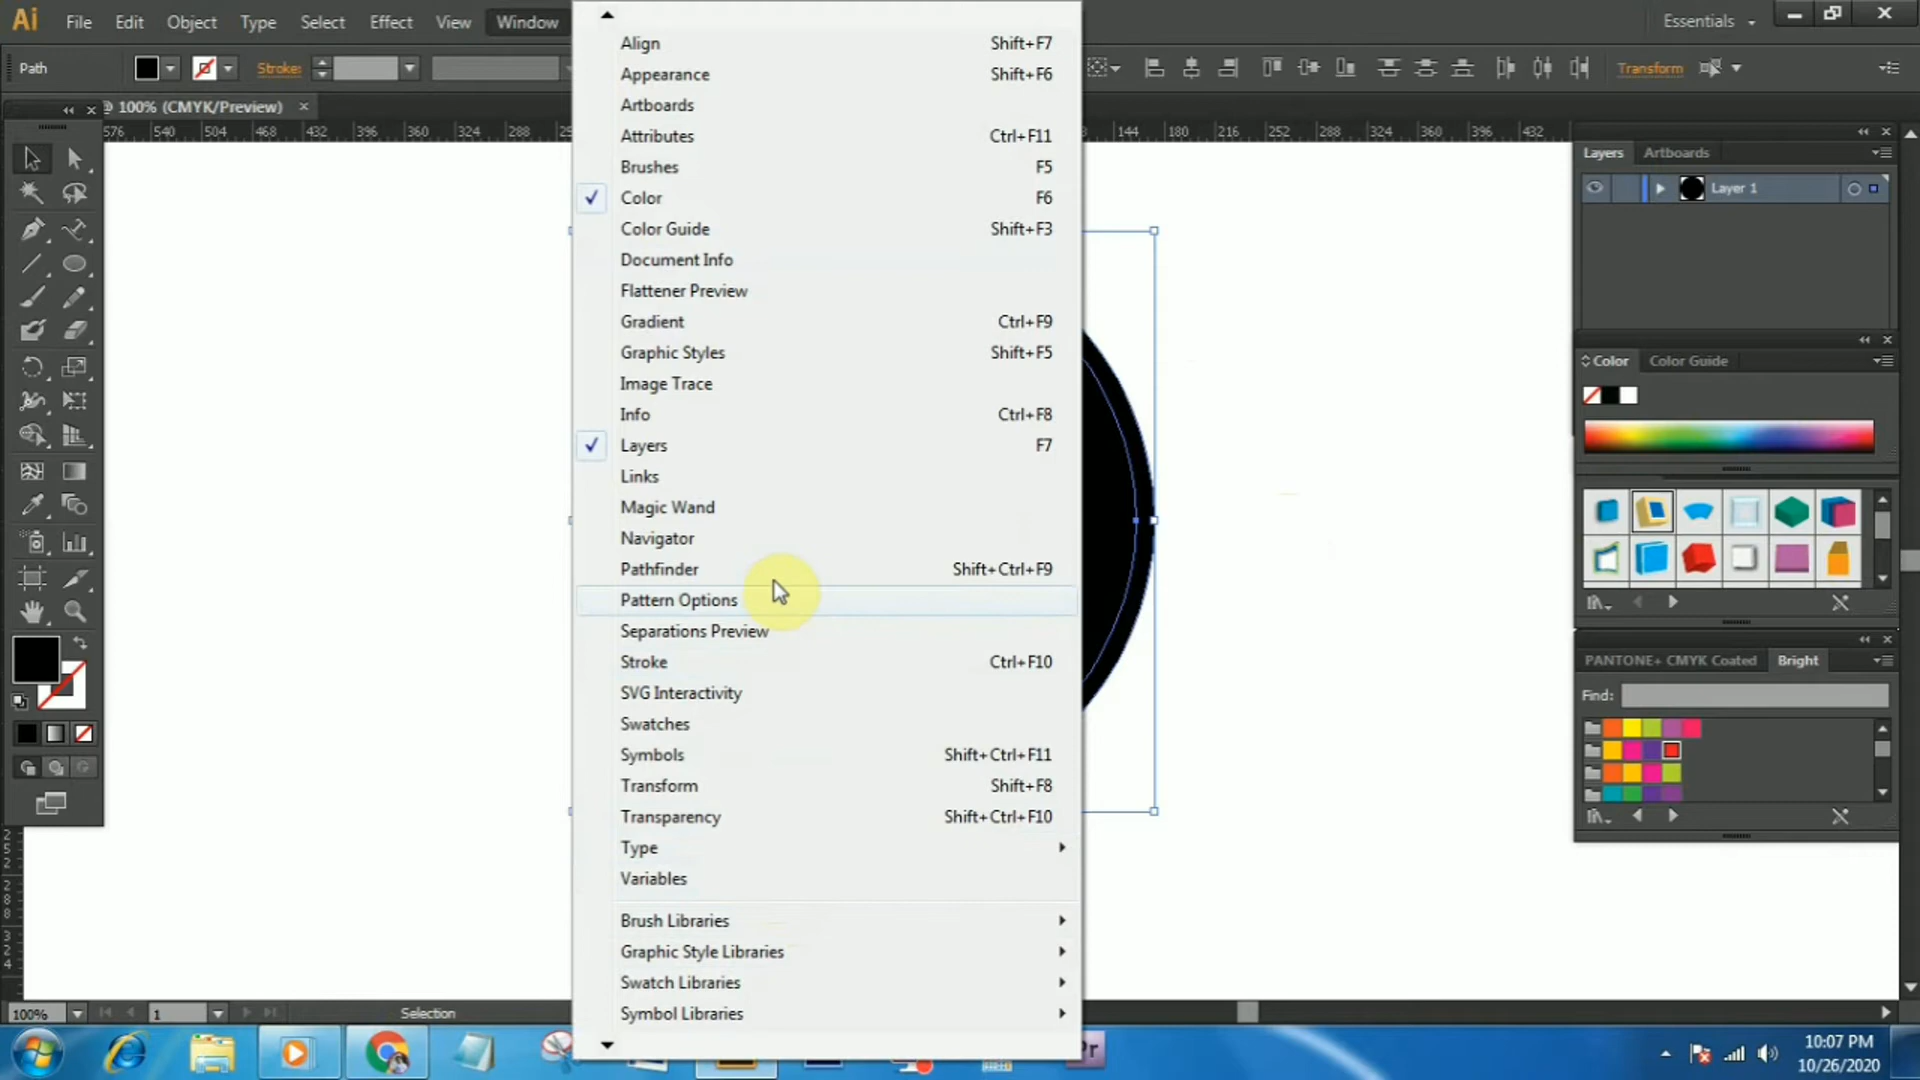 Ai File Edit Object Type Select Effect View Window Essentials
Path Stroke: Transform
@ 100% (CMYK/Preview)
576 540 504 468 432 396 360 324 288 144 180 216 252 288 324 360 396 432
Align Shift+F7
Appearance Shift+F6
Artboards
Attributes Ctrl+F11
Brushes F5
Color F6
Color Guide Shift+F3
Document Info
Flattener Preview
Gradient Ctrl+F9
Graphic Styles Shift+F5
Image Trace
Info Ctrl+F8
Layers F7
Links
Magic Wand
Navigator
Pathfinder Shift+Ctrl+F9
Pattern Options
Separations Preview
Stroke Ctrl+F10
SVG Interactivity
Swatches
Symbols Shift+Ctrl+F11
Transform Shift+F8
Transparency Shift+Ctrl+F10
Type
Variables
Brush Libraries
Graphic Style Libraries
Swatch Libraries
Symbol Libraries
Layers Artboards
Layer 1
Color Color Guide
PANTONE+ CMYK Coated Bright
Find:
100% 1 Selection
Pr
10:07 PM
10/26/2020